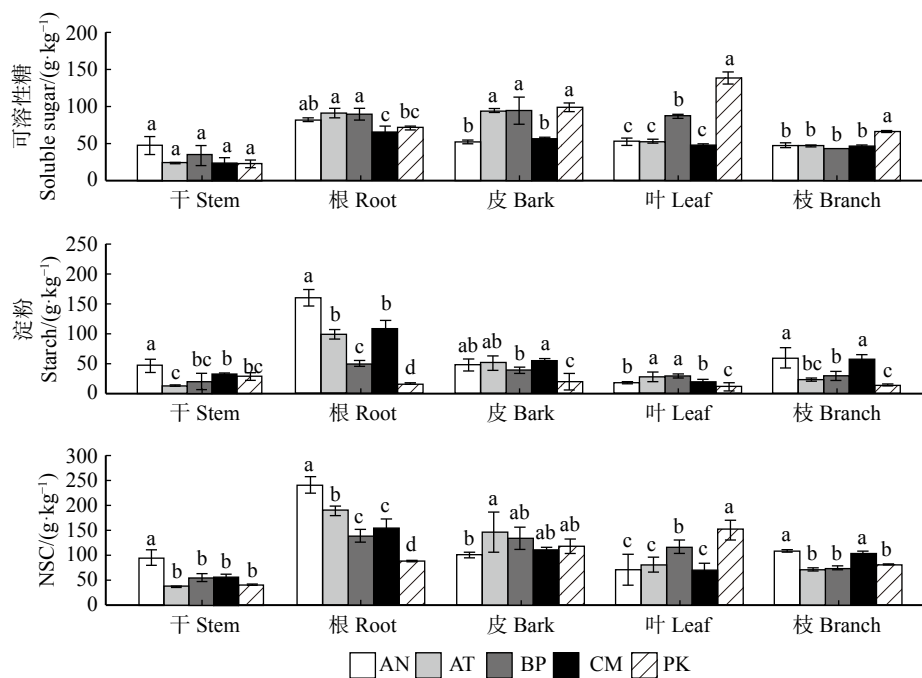 可溶性糖
Soluble sugar/(g·kg⁻¹)
200
150
100
50
0
a
a
a
a
a
ab
a
a
c
bc
b
a
a
b
a
c
c
b
c
a
b
b
b
b
a
干 Stem
根 Root
皮 Bark
叶 Leaf
枝 Branch
淀粉
Starch/(g·kg⁻¹)
250
200
150
100
50
0
a
c
bc
b
bc
a
b
c
b
d
ab
ab
b
a
c
b
a
a
b
c
a
bc
b
a
c
干 Stem
根 Root
皮 Bark
叶 Leaf
枝 Branch
NSC/(g·kg⁻¹)
300
250
200
150
100
50
0
a
b
b
b
b
a
b
c
c
d
b
a
ab
ab
ab
c
c
b
c
a
a
b
b
a
b
干 Stem
根 Root
皮 Bark
叶 Leaf
枝 Branch
AN AT BP CM PK